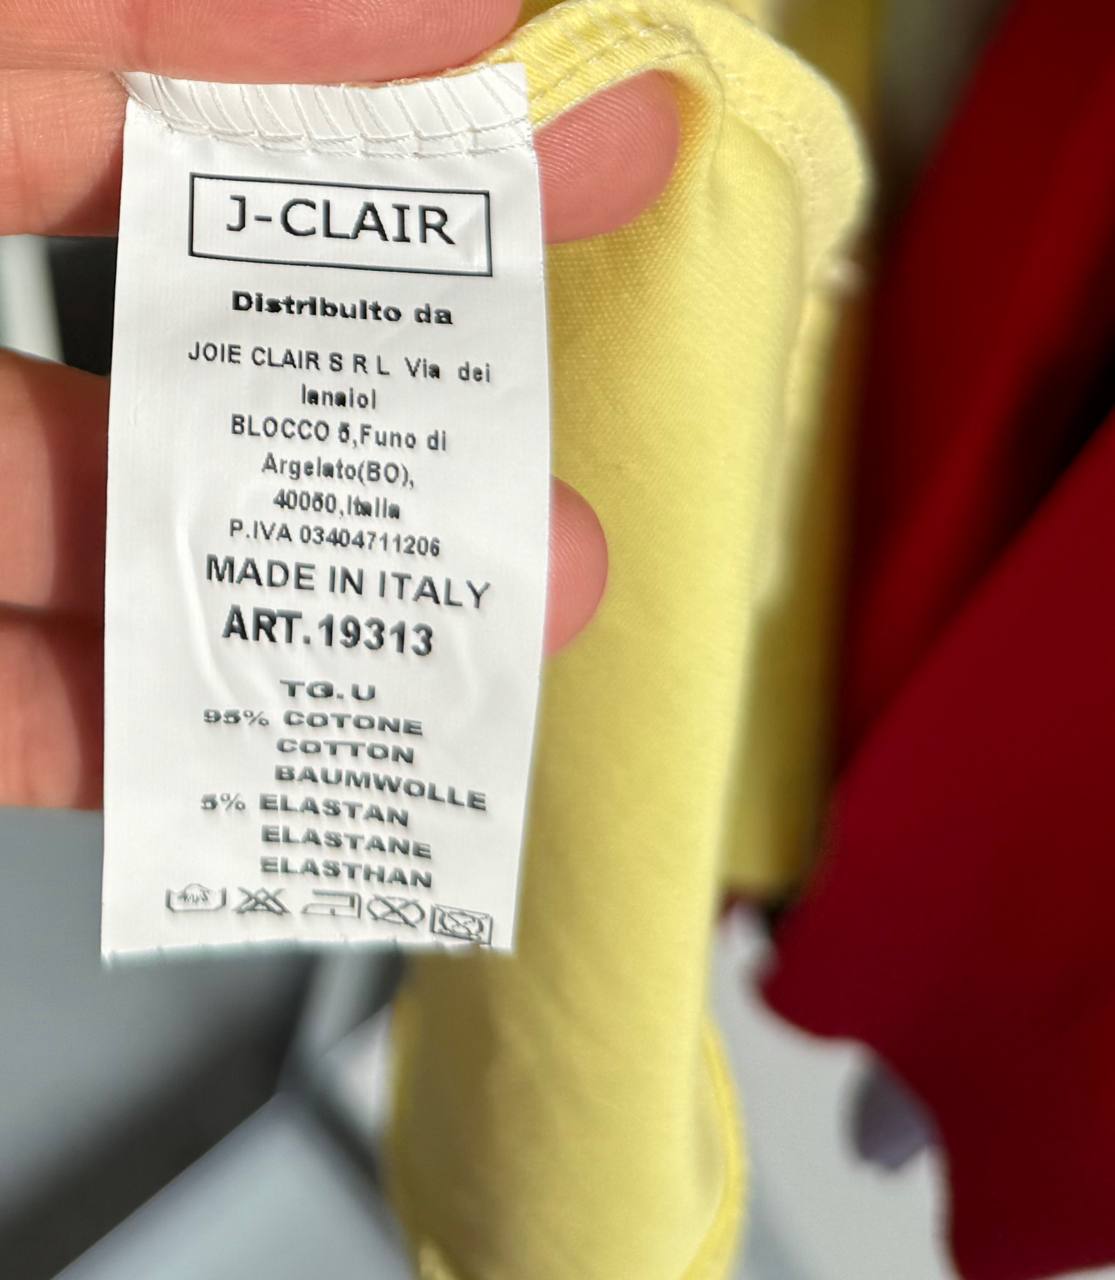 J-CLAIR
Distribuito da
JOIE CLAIR S R L Via dei
lanaiol
BLOCCO 5,Funo di
Argelato(BO),
40050,Italia
P.IVA 03404711206
MADE IN ITALY
ART.19313
TG.U
95% COTONE
COTTON
BAUMWOLLE
5% ELASTAN
ELASTANE
ELASTHAN